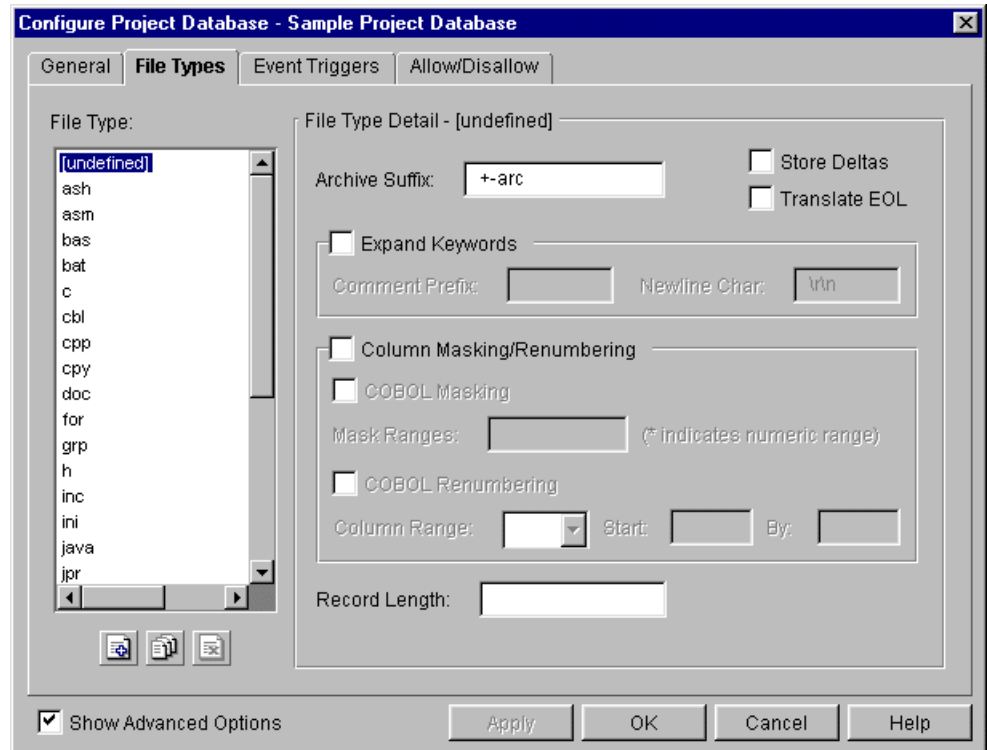 Configure Project Database - Sample Project Database
General File Types Event Triggers Allow/Disallow
File Type:
[undefined]
ash
asm
bas
bat
c
cbl
cpp
cpy
doc
for
grp
h
inc
ini
java
jpr
File Type Detail - [undefined]
Archive Suffix: +-arc
Store Deltas
Translate EOL
Expand Keywords
Comment Prefix: Newline Char: \r\n
Column Masking/Renumbering
COBOL Masking
Mask Ranges: (* indicates numeric range)
COBOL Renumbering
Column Range: Start: By:
Record Length:
Show Advanced Options
Apply OK Cancel Help